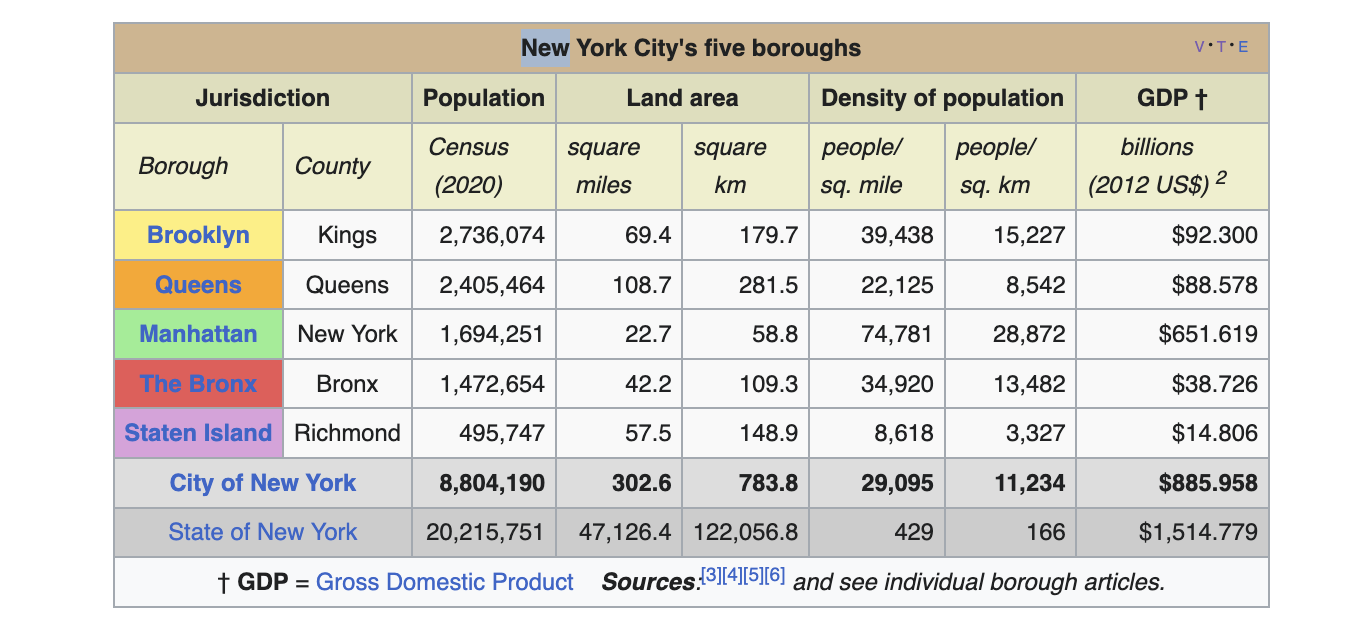 New York City's five boroughs V·T·E
Jurisdiction Population Land area Density of population GDP †
Borough County Census (2020) square miles square km people/ sq. mile people/ sq. km billions (2012 US$) 2
Brooklyn Kings 2,736,074 69.4 179.7 39,438 15,227 $92.300
Queens Queens 2,405,464 108.7 281.5 22,125 8,542 $88.578
Manhattan New York 1,694,251 22.7 58.8 74,781 28,872 $651.619
The Bronx Bronx 1,472,654 42.2 109.3 34,920 13,482 $38.726
Staten Island Richmond 495,747 57.5 148.9 8,618 3,327 $14.806
City of New York 8,804,190 302.6 783.8 29,095 11,234 $885.958
State of New York 20,215,751 47,126.4 122,056.8 429 166 $1,514.779
† GDP = Gross Domestic Product Sources:[3][4][5][6] and see individual borough articles.